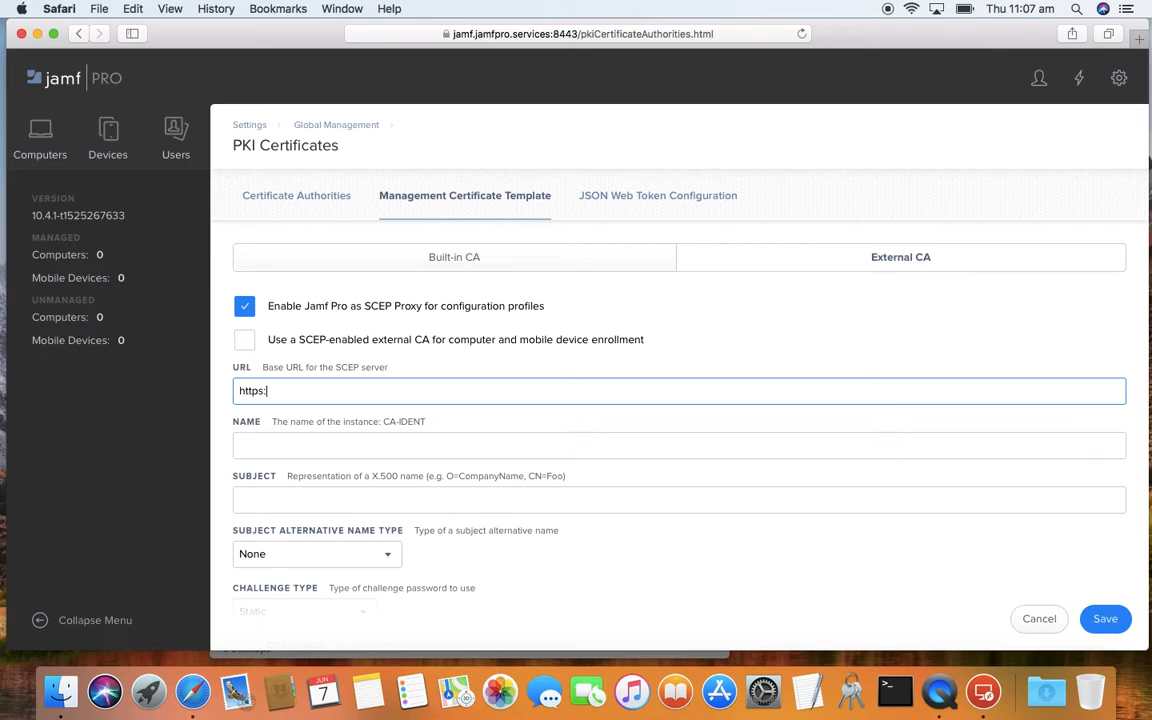 Safari File Edit View History Bookmarks Window Help Thu 11:07 am
jamf.jamfpro.services:8443/pkiCertificateAuthorities.html
jamf PRO
Computers Devices Users
VERSION
10.4.1-t1525267633
MANAGED
Computers: 0
Mobile Devices: 0
UNMANAGED
Computers: 0
Mobile Devices: 0
Collapse Menu
Settings > Global Management >
PKI Certificates
Certificate Authorities Management Certificate Template JSON Web Token Configuration
Built-in CA External CA
Enable Jamf Pro as SCEP Proxy for configuration profiles
Use a SCEP-enabled external CA for computer and mobile device enrollment
URL Base URL for the SCEP server
https:
NAME The name of the instance: CA-IDENT
SUBJECT Representation of a X.500 name (e.g. O=CompanyName, CN=Foo)
SUBJECT ALTERNATIVE NAME TYPE Type of a subject alternative name
None
CHALLENGE TYPE Type of challenge password to use
Static
Cancel Save
JUN
7